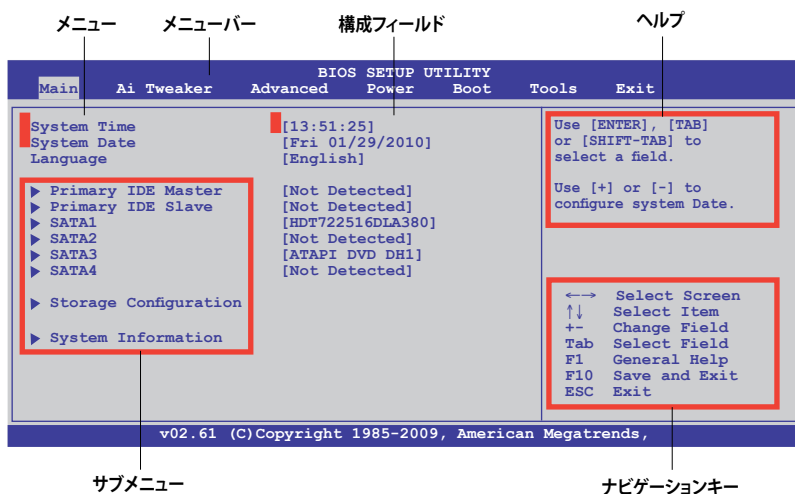 メニュー メニューバー 構成フィールド ヘルプ
BIOS SETUP UTILITY
Main Ai Tweaker Advanced Power Boot Tools Exit
System Time [13:51:25]
System Date [Fri 01/29/2010]
Language [English]
▶ Primary IDE Master [Not Detected]
▶ Primary IDE Slave [Not Detected]
▶ SATA1 [HDT722516DLA380]
▶ SATA2 [Not Detected]
▶ SATA3 [ATAPI DVD DH1]
▶ SATA4 [Not Detected]
▶ Storage Configuration
▶ System Information
Use [ENTER], [TAB]
or [SHIFT-TAB] to
select a field.
Use [+] or [-] to
configure system Date.
←→ Select Screen
↑↓ Select Item
+- Change Field
Tab Select Field
F1 General Help
F10 Save and Exit
ESC Exit
v02.61 (C)Copyright 1985-2009, American Megatrends,
サブメニュー ナビゲーションキー